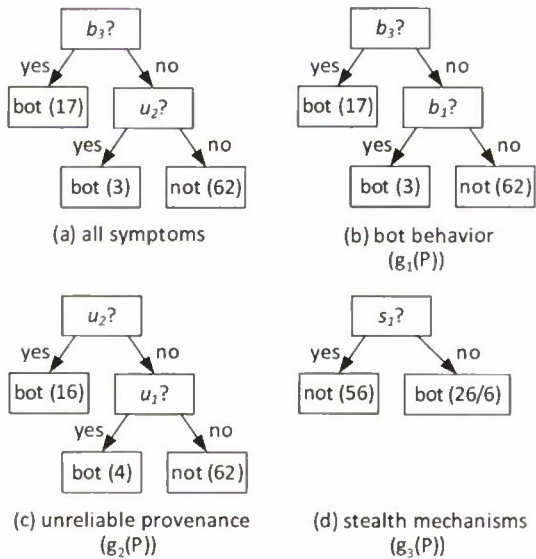 b3? b3?
yes no yes no
bot (17) u2? bot (17) b1?
yes no yes no
bot (3) not (62) bot (3) not (62)
(a) all symptoms (b) bot behavior
(g1(P))
u2? s1?
yes no yes no
bot (16) u1? not (56) bot (26/6)
yes no
bot (4) not (62)
(c) unreliable provenance (d) stealth mechanisms
(g2(P)) (g3(P))